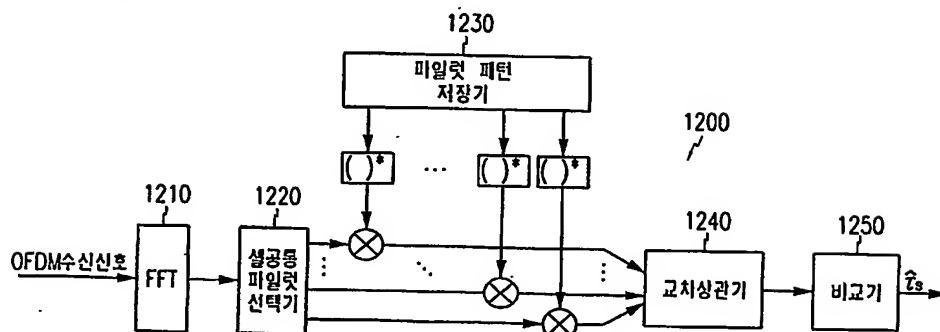 1230
파일럿 패턴
저장기
1200
( )* ... ( )* ( )*
1210
1220
1240
1250
OFDM수신신호
FFT
셀공통
파일럿
선택기
교차상관기
비교기
τ̂s